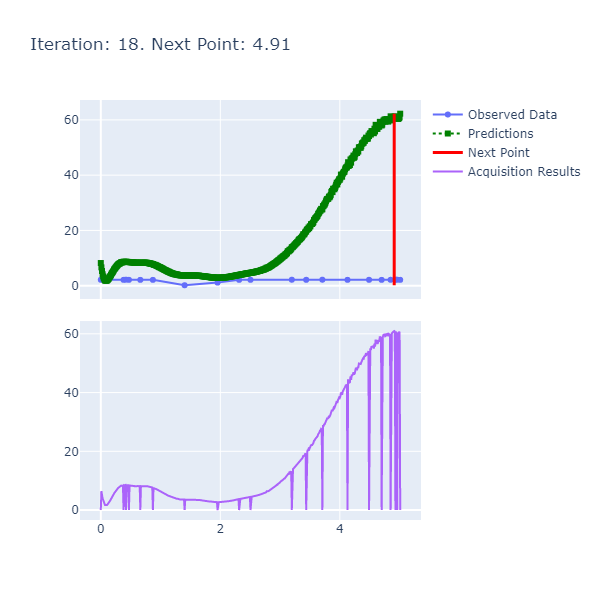 Iteration: 18. Next Point: 4.91
Observed Data
Predictions
Next Point
Acquisition Results
60
40
20
0
60
40
20
0
0 2 4